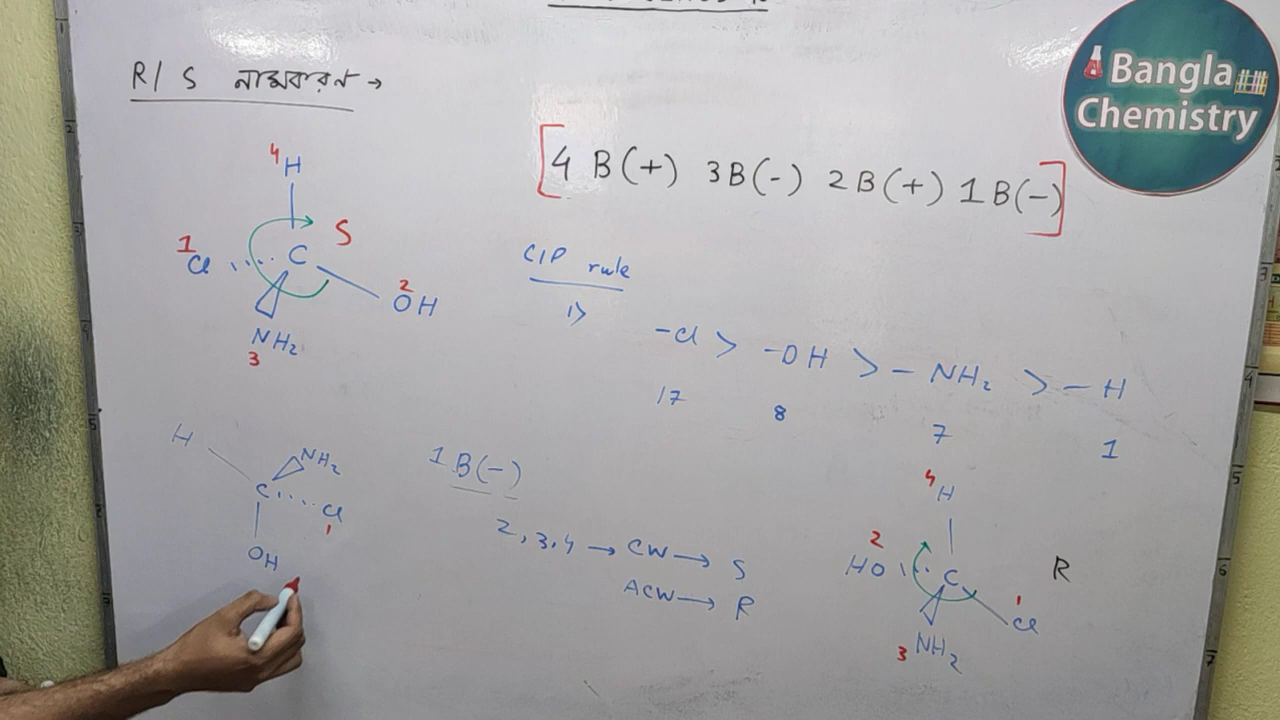 R/S নামকরণ →
Bangla
Chemistry
[4 B(+) 3B(-) 2B(+) 1B(-)]
4
H
S
1
Cl
C
2
OH
NH₂
3
CIP rule
1>
-Cl > -OH > -NH₂ > -H
17 8 7 1
H
NH₂
C
Cl
1
OH
1B(-)
2,3,4 → CW → S
ACW → R
4
H
2
HO
C
R
1
Cl
3
NH₂